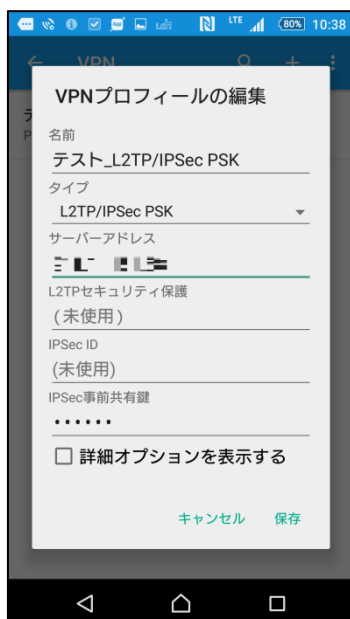 LTE 80% 10:38
VPN
VPNプロフィールの編集
名前
テスト_L2TP/IPSec PSK
タイプ
L2TP/IPSec PSK
サーバーアドレス
L2TPセキュリティ保護
(未使用)
IPSec ID
(未使用)
IPSec事前共有鍵
••••••
詳細オプションを表示する
キャンセル 保存